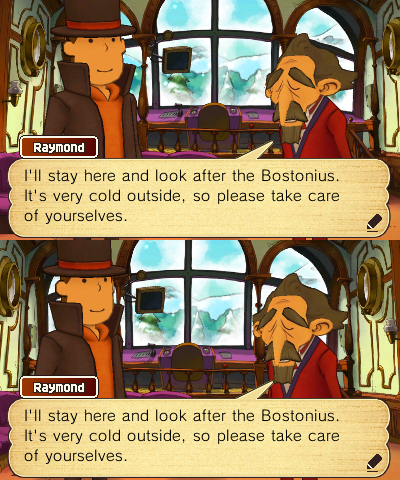 Raymond
I'll stay here and look after the Bostonius.
It's very cold outside, so please take care
of yourselves.
Raymond
I'll stay here and look after the Bostonius.
It's very cold outside, so please take care
of yourselves.